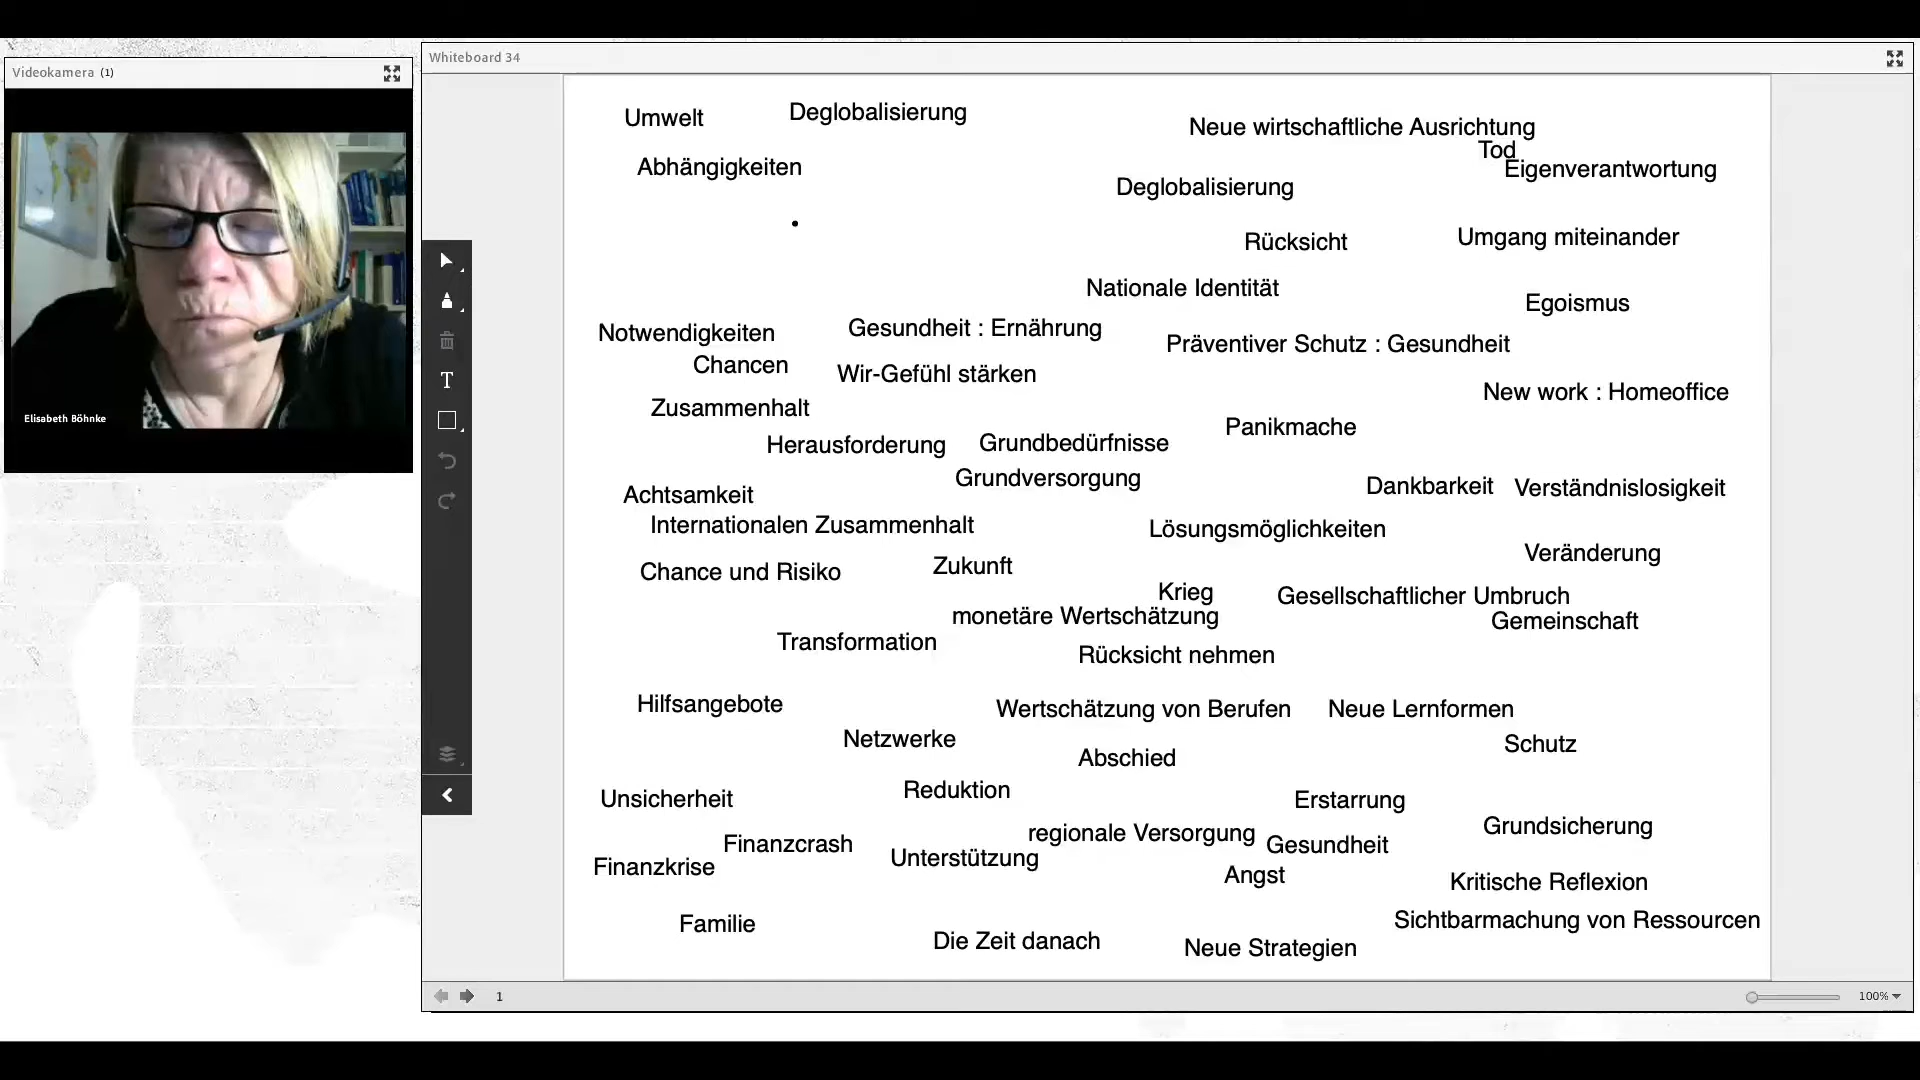 Videokamera (1)
Elisabeth Böhnke
Whiteboard 34
Umwelt
Deglobalisierung
Neue wirtschaftliche Ausrichtung
Tod
Abhängigkeiten
Eigenverantwortung
Deglobalisierung
Rücksicht
Umgang miteinander
Nationale Identität
Egoismus
Notwendigkeiten
Gesundheit : Ernährung
Präventiver Schutz : Gesundheit
Chancen
Wir-Gefühl stärken
New work : Homeoffice
Zusammenhalt
Panikmache
Herausforderung
Grundbedürfnisse
Grundversorgung
Dankbarkeit
Verständnislosigkeit
Achtsamkeit
Internationalen Zusammenhalt
Lösungsmöglichkeiten
Veränderung
Chance und Risiko
Zukunft
Krieg
Gesellschaftlicher Umbruch
monetäre Wertschätzung
Gemeinschaft
Transformation
Rücksicht nehmen
Hilfsangebote
Wertschätzung von Berufen
Neue Lernformen
Netzwerke
Schutz
Abschied
Unsicherheit
Reduktion
Erstarrung
Grundsicherung
regionale Versorgung
Finanzcrash
Gesundheit
Unterstützung
Finanzkrise
Angst
Kritische Reflexion
Familie
Sichtbarmachung von Ressourcen
Die Zeit danach
Neue Strategien
1
100%